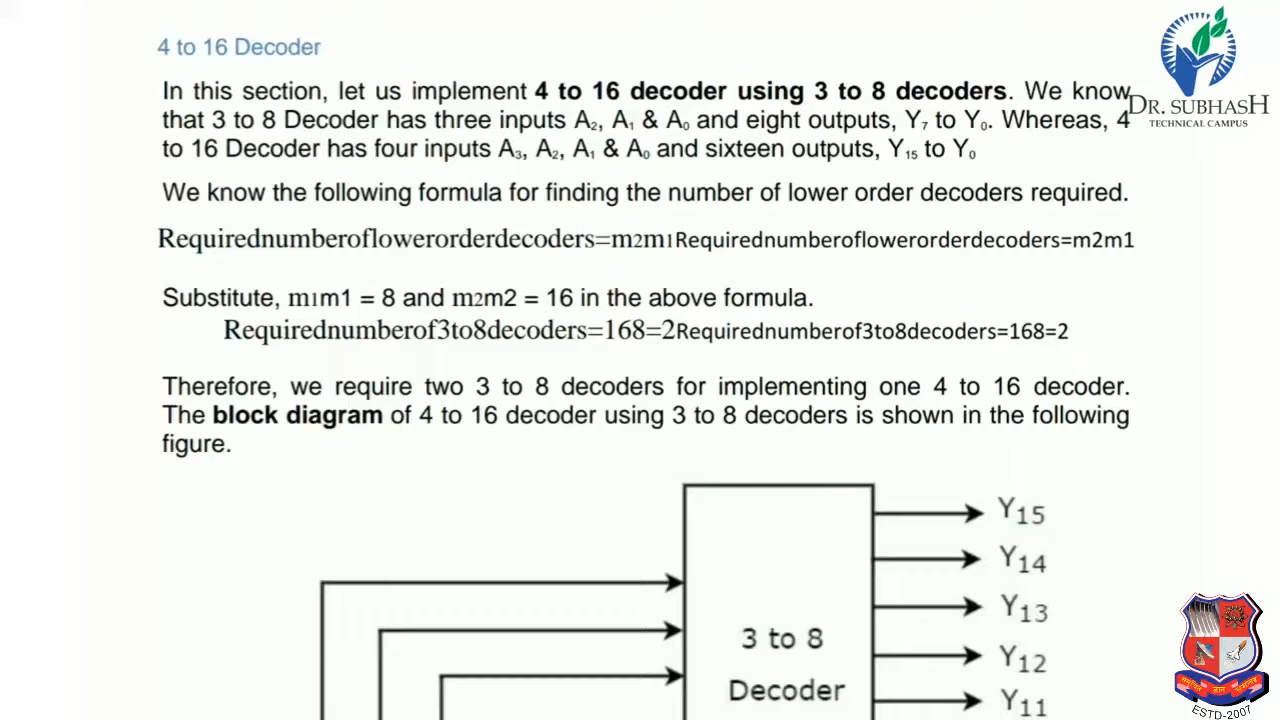 4 to 16 Decoder
In this section, let us implement 4 to 16 decoder using 3 to 8 decoders. We know
that 3 to 8 Decoder has three inputs A₂, A₁ & A₀ and eight outputs, Y₇ to Y₀. Whereas, 4
to 16 Decoder has four inputs A₃, A₂, A₁ & A₀ and sixteen outputs, Y₁₅ to Y₀
We know the following formula for finding the number of lower order decoders required.
Requirednumberoflowerorderdecoders=m2m1Requirednumberoflowerorderdecoders=m2m1
Substitute, m1m1 = 8 and m2m2 = 16 in the above formula.
Requirednumberof3to8decoders=168=2Requirednumberof3to8decoders=168=2
Therefore, we require two 3 to 8 decoders for implementing one 4 to 16 decoder.
The block diagram of 4 to 16 decoder using 3 to 8 decoders is shown in the following
figure.
3 to 8
Decoder
Y₁₅
Y₁₄
Y₁₃
Y₁₂
Y₁₁
DR. SUBHASH
TECHNICAL CAMPUS
ESTD-2007